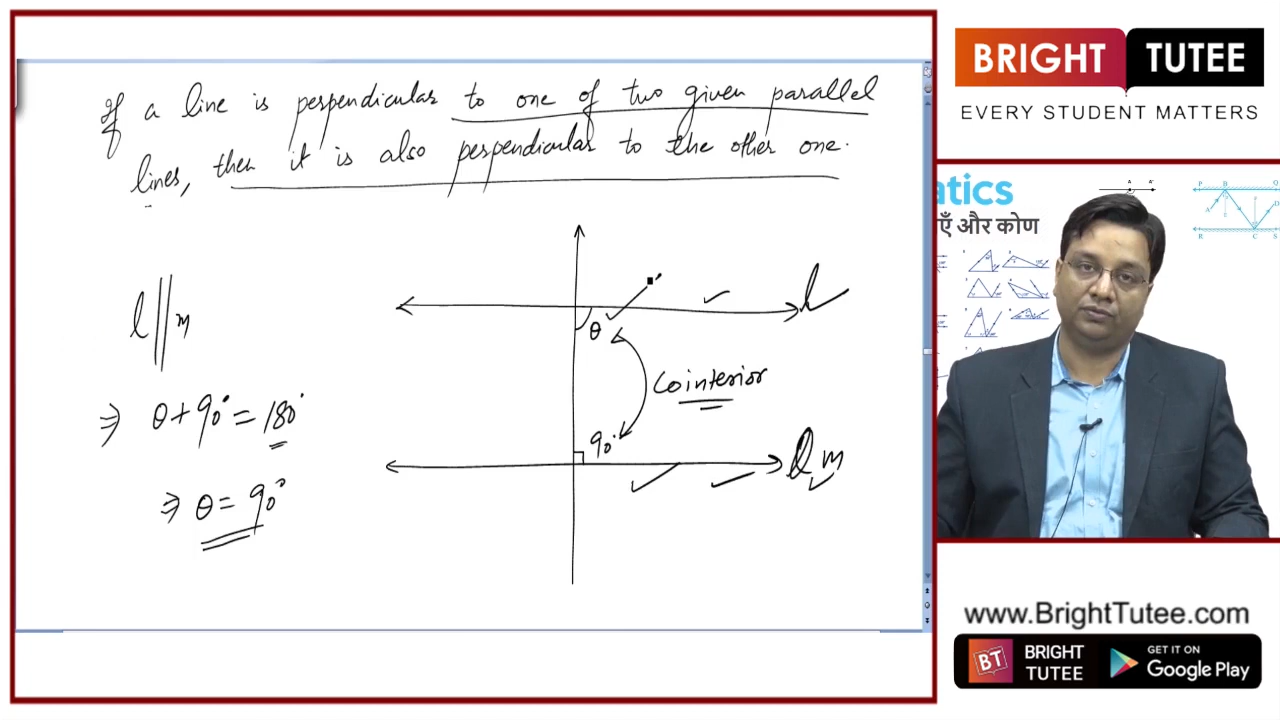 If a line is perpendicular to one of two given parallel
lines, then it is also perpendicular to the other one.
l || m
⇒ θ + 90° = 180°
⇒ θ = 90°
l
θ
Cointerior
90°
m
BRIGHT TUTEE
EVERY STUDENT MATTERS
atics
एँ और कोण
P B Q
A D
R C S
www.BrightTutee.com
BT
BRIGHT
TUTEE
GET IT ON
Google Play